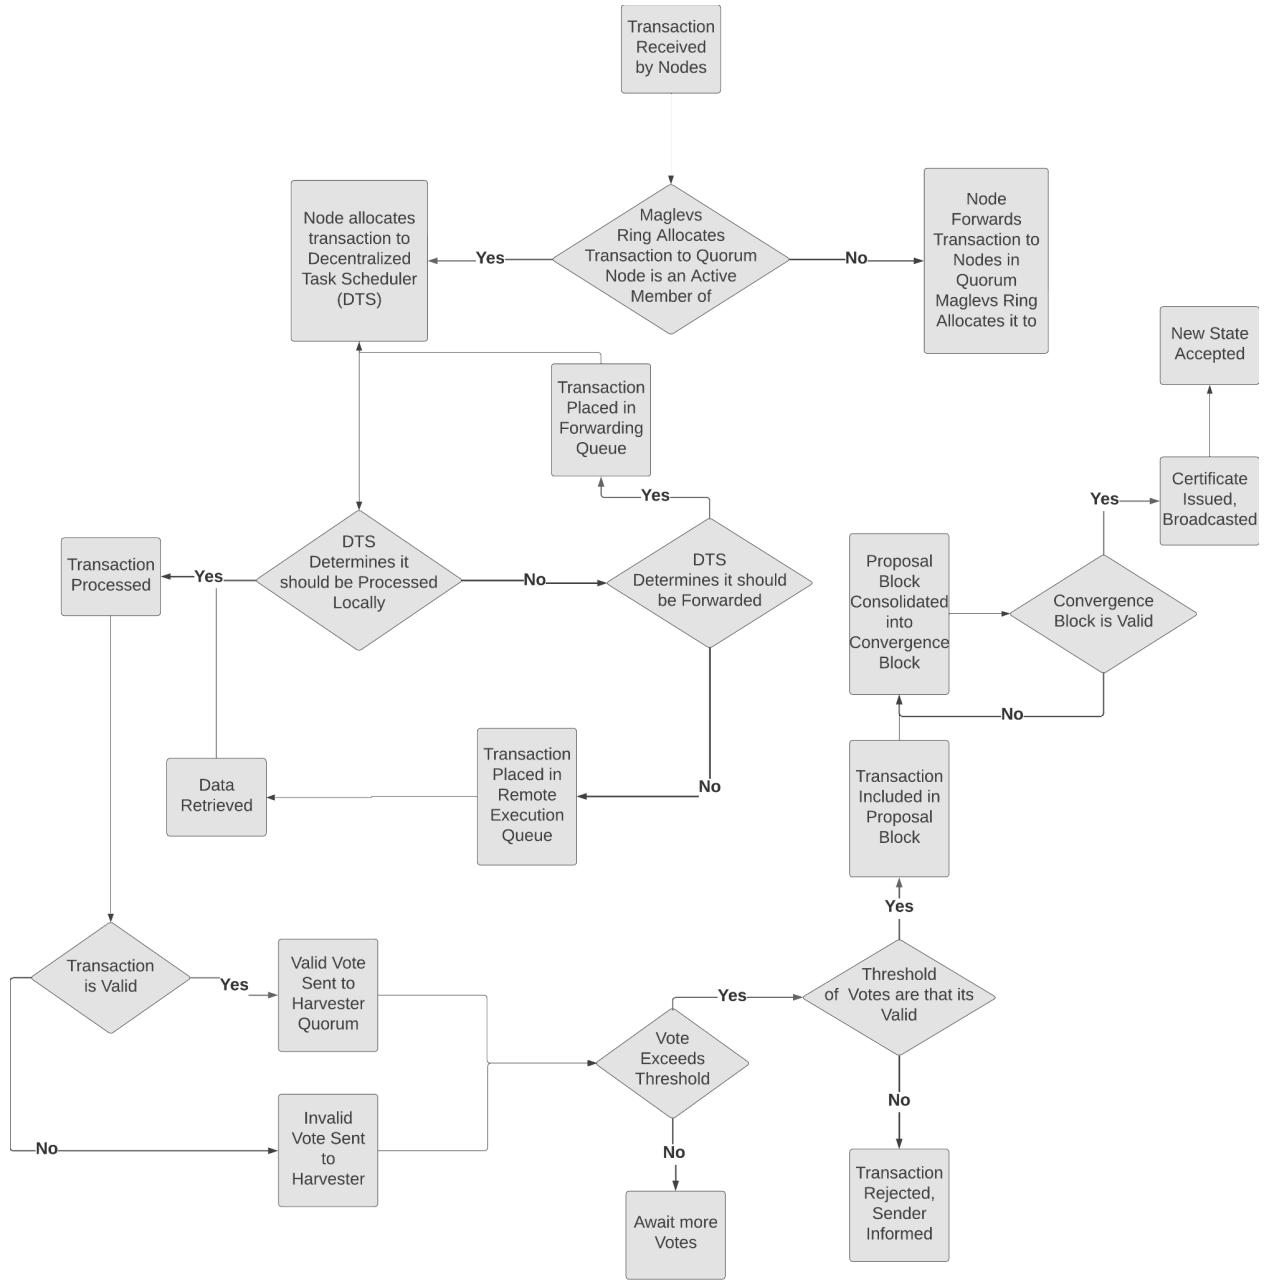 Transaction
Received
by Nodes
Node allocates
transaction to
Decentralized
Task Scheduler
(DTS)
Yes
Maglevs
Ring Allocates
Transaction to Quorum
Node is an Active
Member of
No
Node
Forwards
Transaction to
Nodes in
Quorum
Maglevs Ring
Allocates it to
New State
Accepted
Transaction
Placed in
Forwarding
Queue
Yes
Yes
Certificate
Issued,
Broadcasted
Transaction
Processed
Yes
DTS
Determines it
should be Processed
Locally
No
DTS
Determines it should
be Forwarded
Proposal
Block
Consolidated
into
Convergence
Block
Convergence
Block is Valid
No
Data
Retrieved
Transaction
Placed in
Remote
Execution
Queue
No
Transaction
Included in
Proposal
Block
Yes
Transaction
is Valid
Yes
Valid Vote
Sent to
Harvester
Quorum
Yes
Threshold
of Votes are that its
Valid
Vote
Exceeds
Threshold
No
No
Invalid
Vote Sent
to
Harvester
No
Transaction
Rejected,
Sender
Informed
Await more
Votes